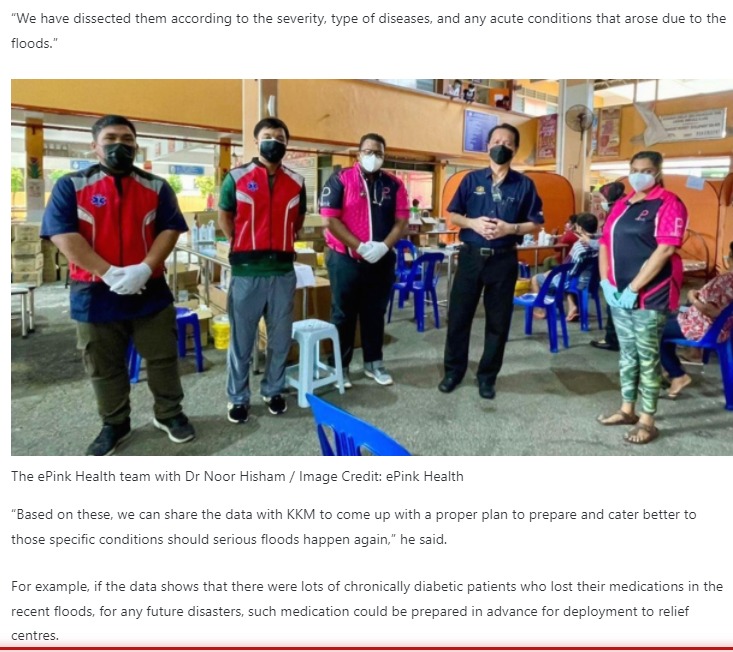 “We have dissected them according to the severity, type of diseases, and any acute conditions that arose due to the
floods.”
The ePink Health team with Dr Noor Hisham / Image Credit: ePink Health
“Based on these, we can share the data with KKM to come up with a proper plan to prepare and cater better to
those specific conditions should serious floods happen again,” he said.
For example, if the data shows that there were lots of chronically diabetic patients who lost their medications in the
recent floods, for any future disasters, such medication could be prepared in advance for deployment to relief
centres.